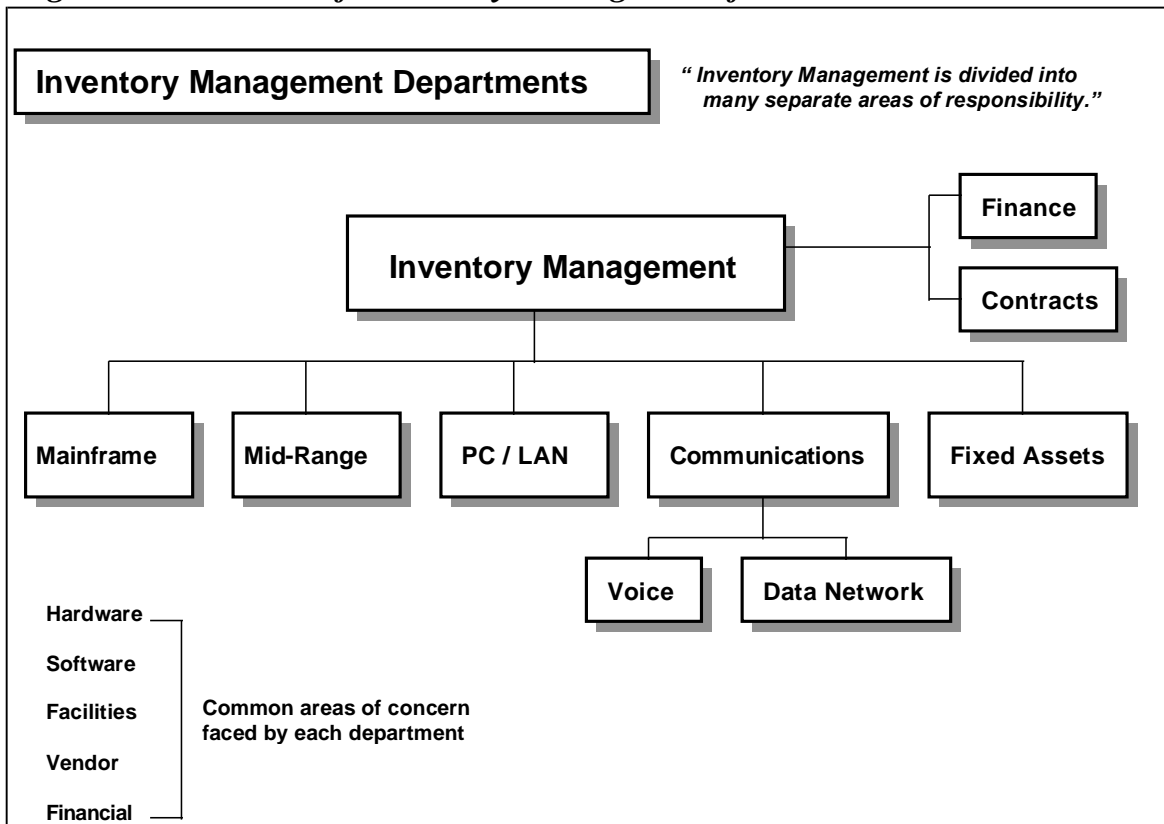 Inventory Management Departments
“ Inventory Management is divided into
many separate areas of responsibility.”
Finance
Inventory Management
Contracts
Mainframe
Mid-Range
PC / LAN
Communications
Fixed Assets
Voice
Data Network
Hardware
Software
Facilities
Common areas of concern
faced by each department
Vendor
Financial